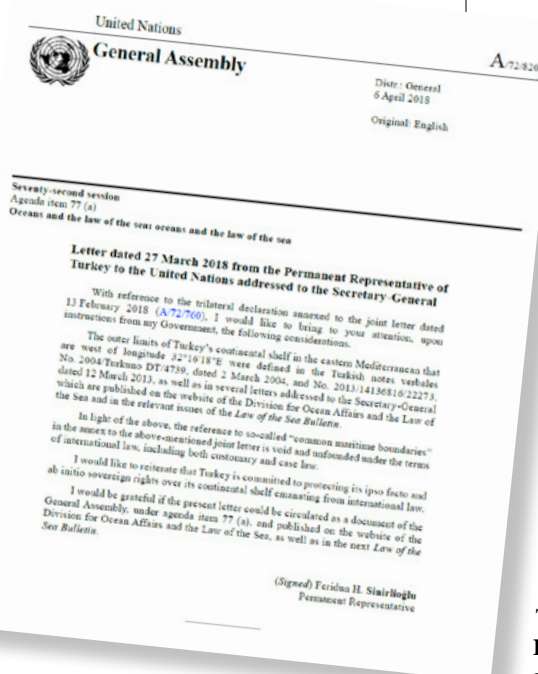 United Nations
A/72/820
General Assembly
Distr.: General
6 April 2018
Original: English
Seventy-second session
Agenda item 77 (a)
Oceans and the law of the sea: oceans and the law of the sea
Letter dated 27 March 2018 from the Permanent Representative of
Turkey to the United Nations addressed to the Secretary-General
With reference to the trilateral declaration annexed to the joint letter dated
13 February 2018 (A/72/760), I would like to bring to your attention, upon
instructions from my Government, the following considerations.
The outer limits of Turkey's continental shelf in the eastern Mediterranean that
are west of longitude 32°16'18"E were defined in the Turkish notes verbales
No. 2004/Turkuno DT/4739, dated 2 March 2004, and No. 2013/14136816/22273,
dated 12 March 2013, as well as in several letters addressed to the Secretary-General
which are published on the website of the Division for Ocean Affairs and the Law of
the Sea and in the relevant issues of the Law of the Sea Bulletin.
In light of the above, the reference to so-called "common maritime boundaries"
in the annex to the above-mentioned joint letter is void and unfounded under the terms
of international law, including both customary and case law.
I would like to reiterate that Turkey is committed to protecting its ipso facto and
ab initio sovereign rights over its continental shelf emanating from international law.
I would be grateful if the present letter could be circulated as a document of the
General Assembly, under agenda item 77 (a), and published on the website of the
Division for Ocean Affairs and the Law of the Sea, as well as in the next Law of the
Sea Bulletin.
(Signed) Feridun H. Sinirlioğlu
Permanent Representative